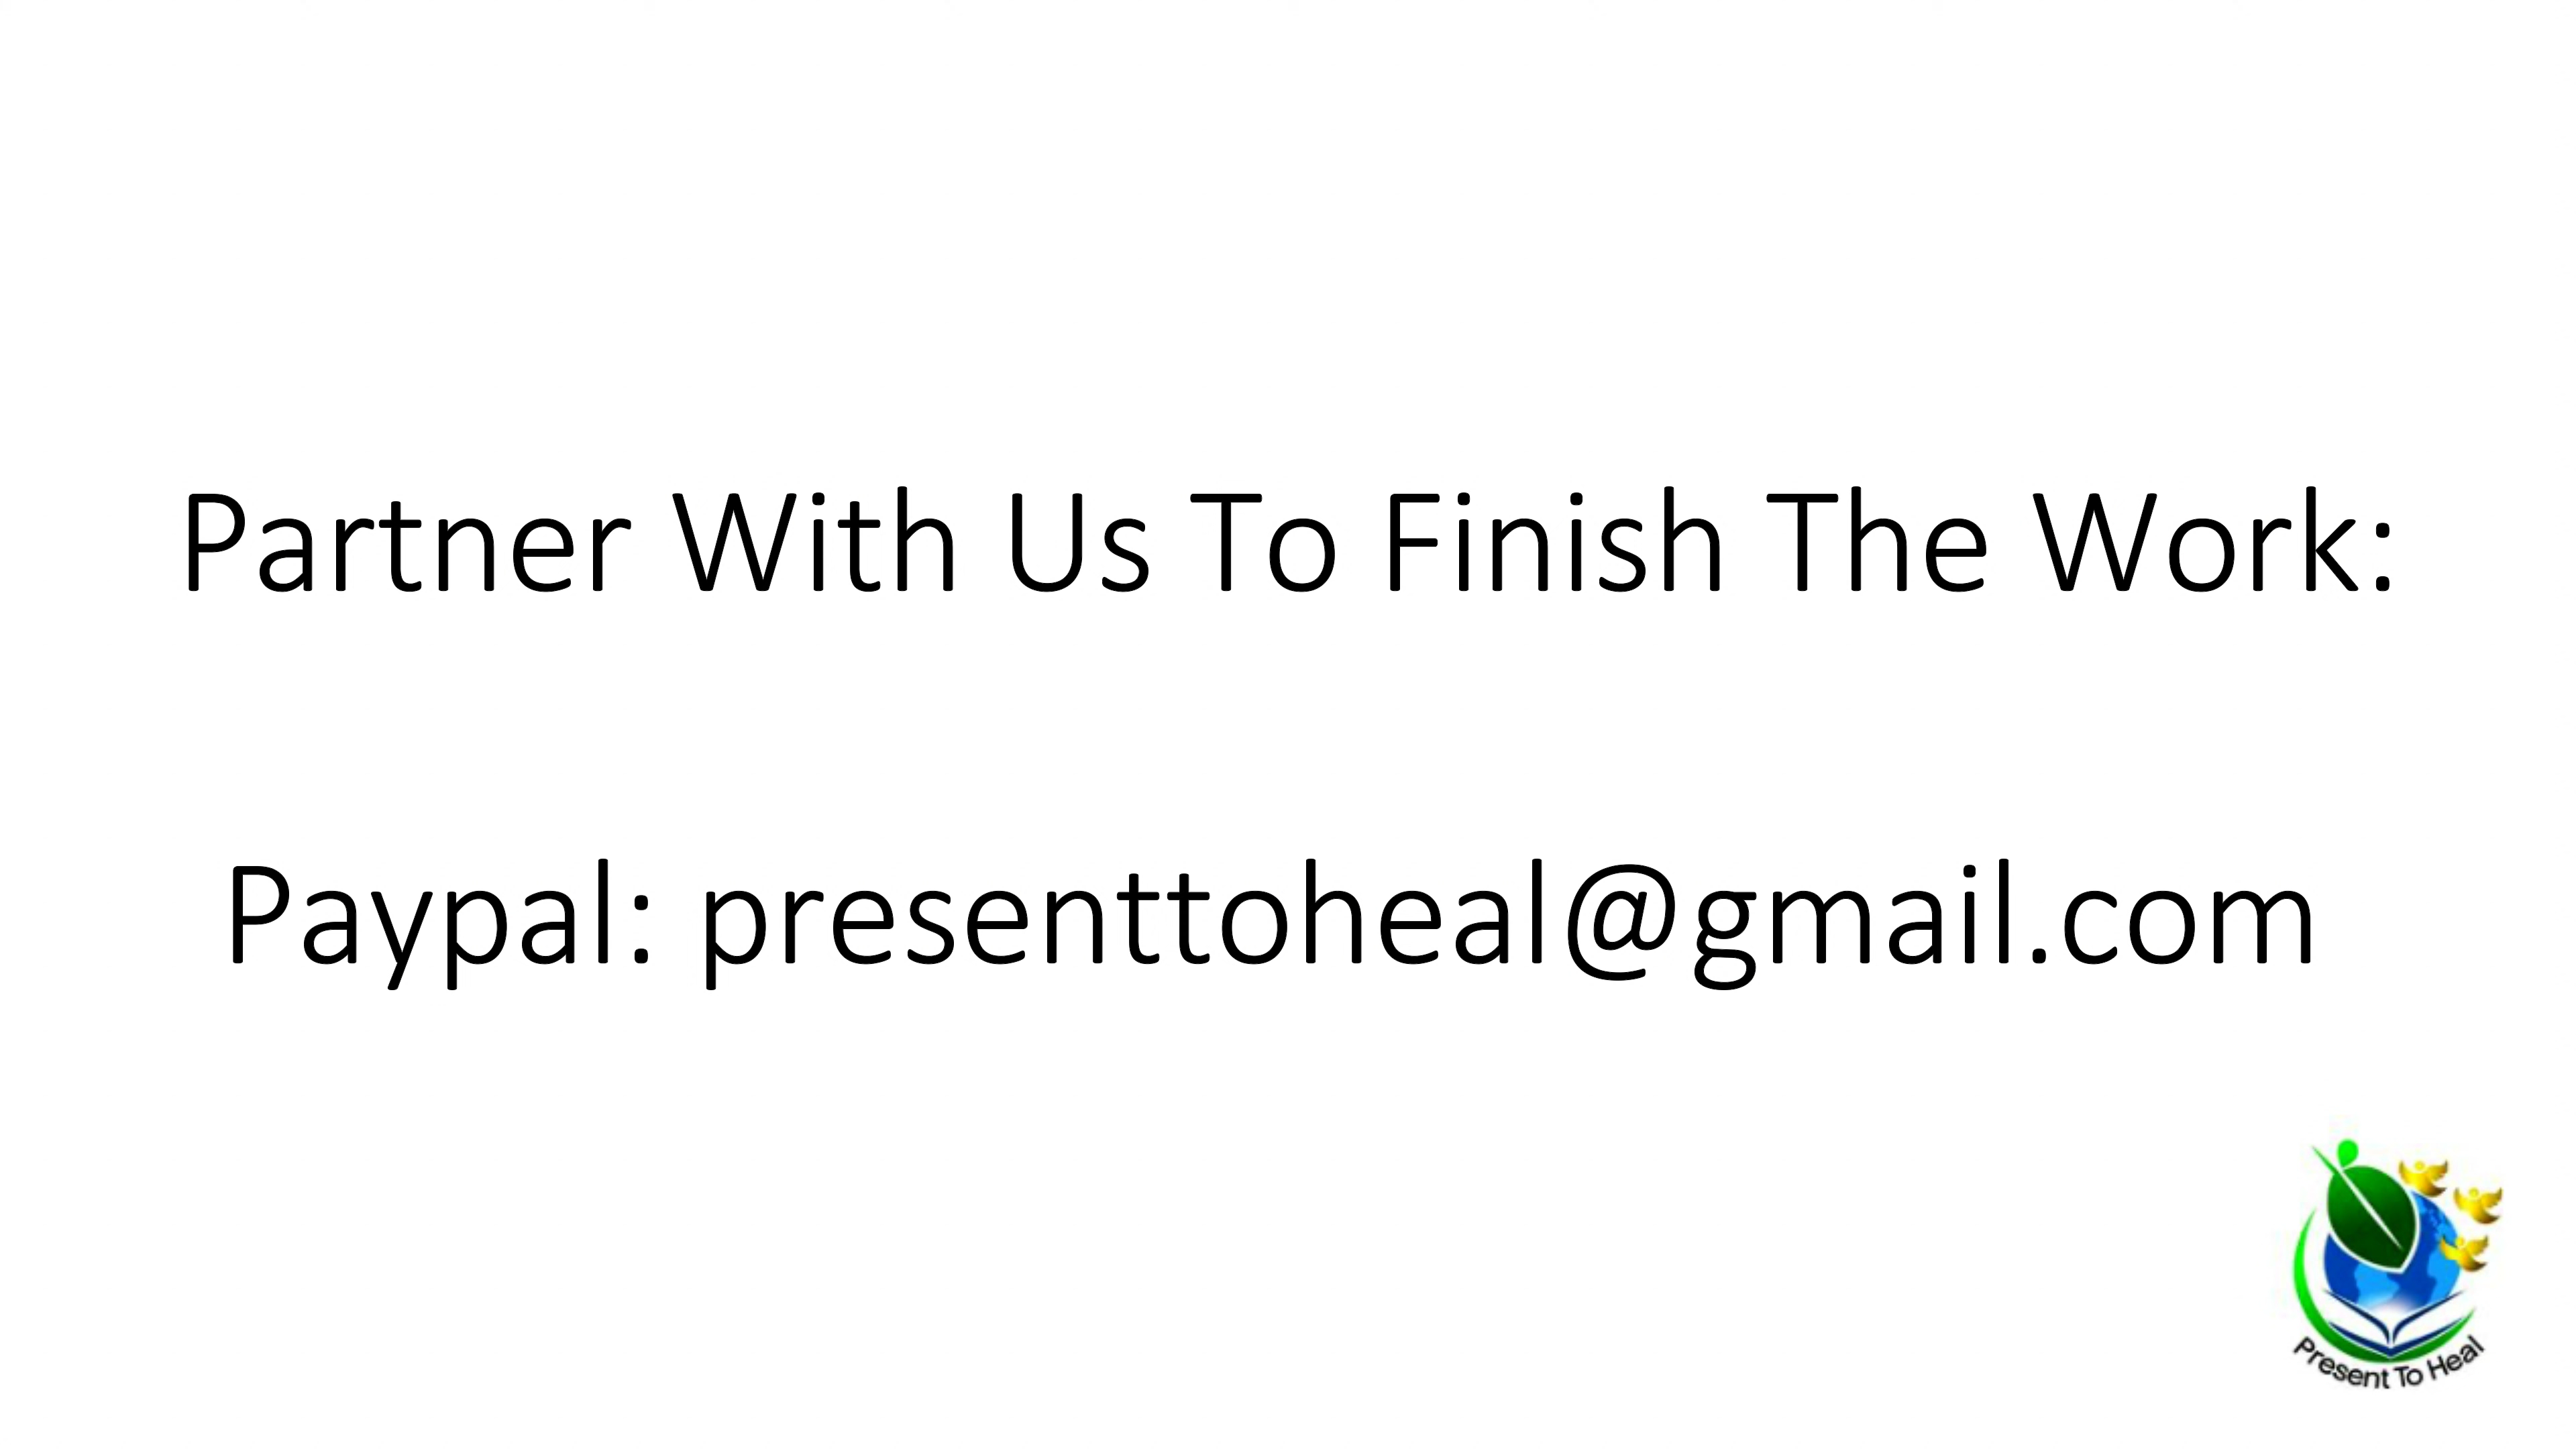 Partner With Us To Finish The Work:
Paypal: presenttoheal@gmail.com
Present To Heal